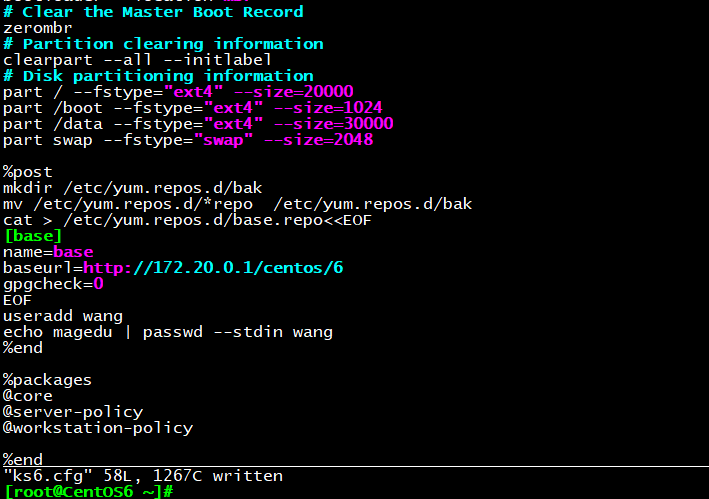 # Clear the Master Boot Record
zerombr
# Partition clearing information
clearpart --all --initlabel
# Disk partitioning information
part / --fstype="ext4" --size=20000
part /boot --fstype="ext4" --size=1024
part /data --fstype="ext4" --size=30000
part swap --fstype="swap" --size=2048
%post
mkdir /etc/yum.repos.d/bak
mv /etc/yum.repos.d/*repo  /etc/yum.repos.d/bak
cat > /etc/yum.repos.d/base.repo<<EOF
[base]
name=base
baseurl=http://172.20.0.1/centos/6
gpgcheck=0
EOF
useradd wang
echo magedu | passwd --stdin wang
%end
%packages
@core
@server-policy
@workstation-policy
%end
"ks6.cfg" 58L, 1267C written
[root@CentOS6 ~]#